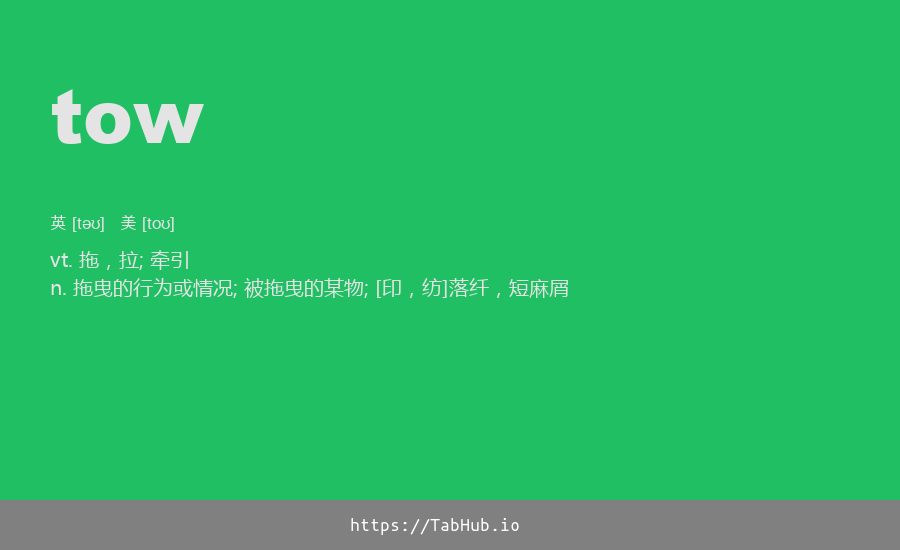 tow
英 [təʊ] 美 [toʊ]
vt. 拖，拉; 牵引
n. 拖曳的行为或情况; 被拖曳的某物; [印，纺]落纤，短麻屑
https://TabHub.io